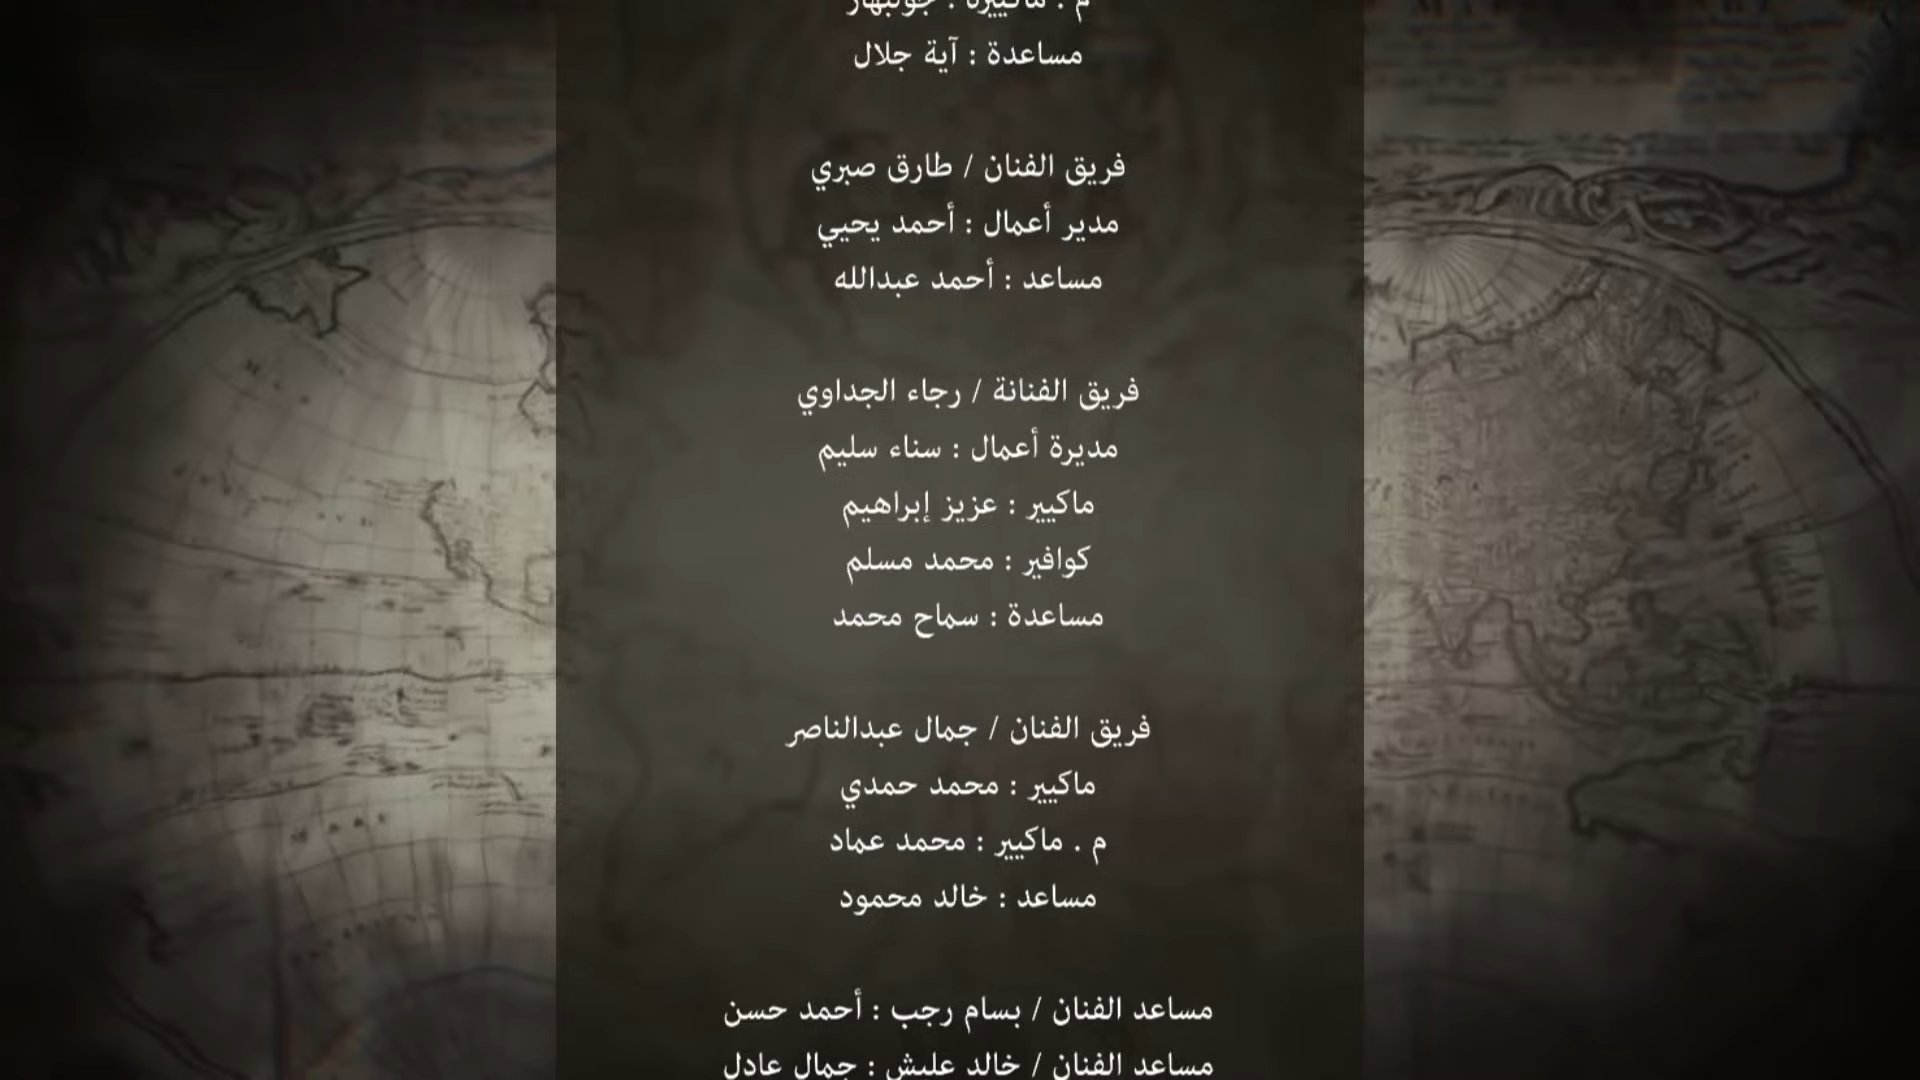 م . ماكييرة : جولبهار
مساعدة : آية جلال
فريق الفنان / طارق صبري
مدير أعمال : أحمد يحيي
مساعد : أحمد عبدالله
فريق الفنانة / رجاء الجداوي
مديرة أعمال : سناء سليم
ماكيير : عزيز إبراهيم
كوافير : محمد مسلم
مساعدة : سماح محمد
فريق الفنان / جمال عبدالناصر
ماكيير : محمد حمدي
م . ماكيير : محمد عماد
مساعد : خالد محمود
مساعد الفنان / بسام رجب : أحمد حسن
مساعد الفنان / خالد عليش : جمال عادل